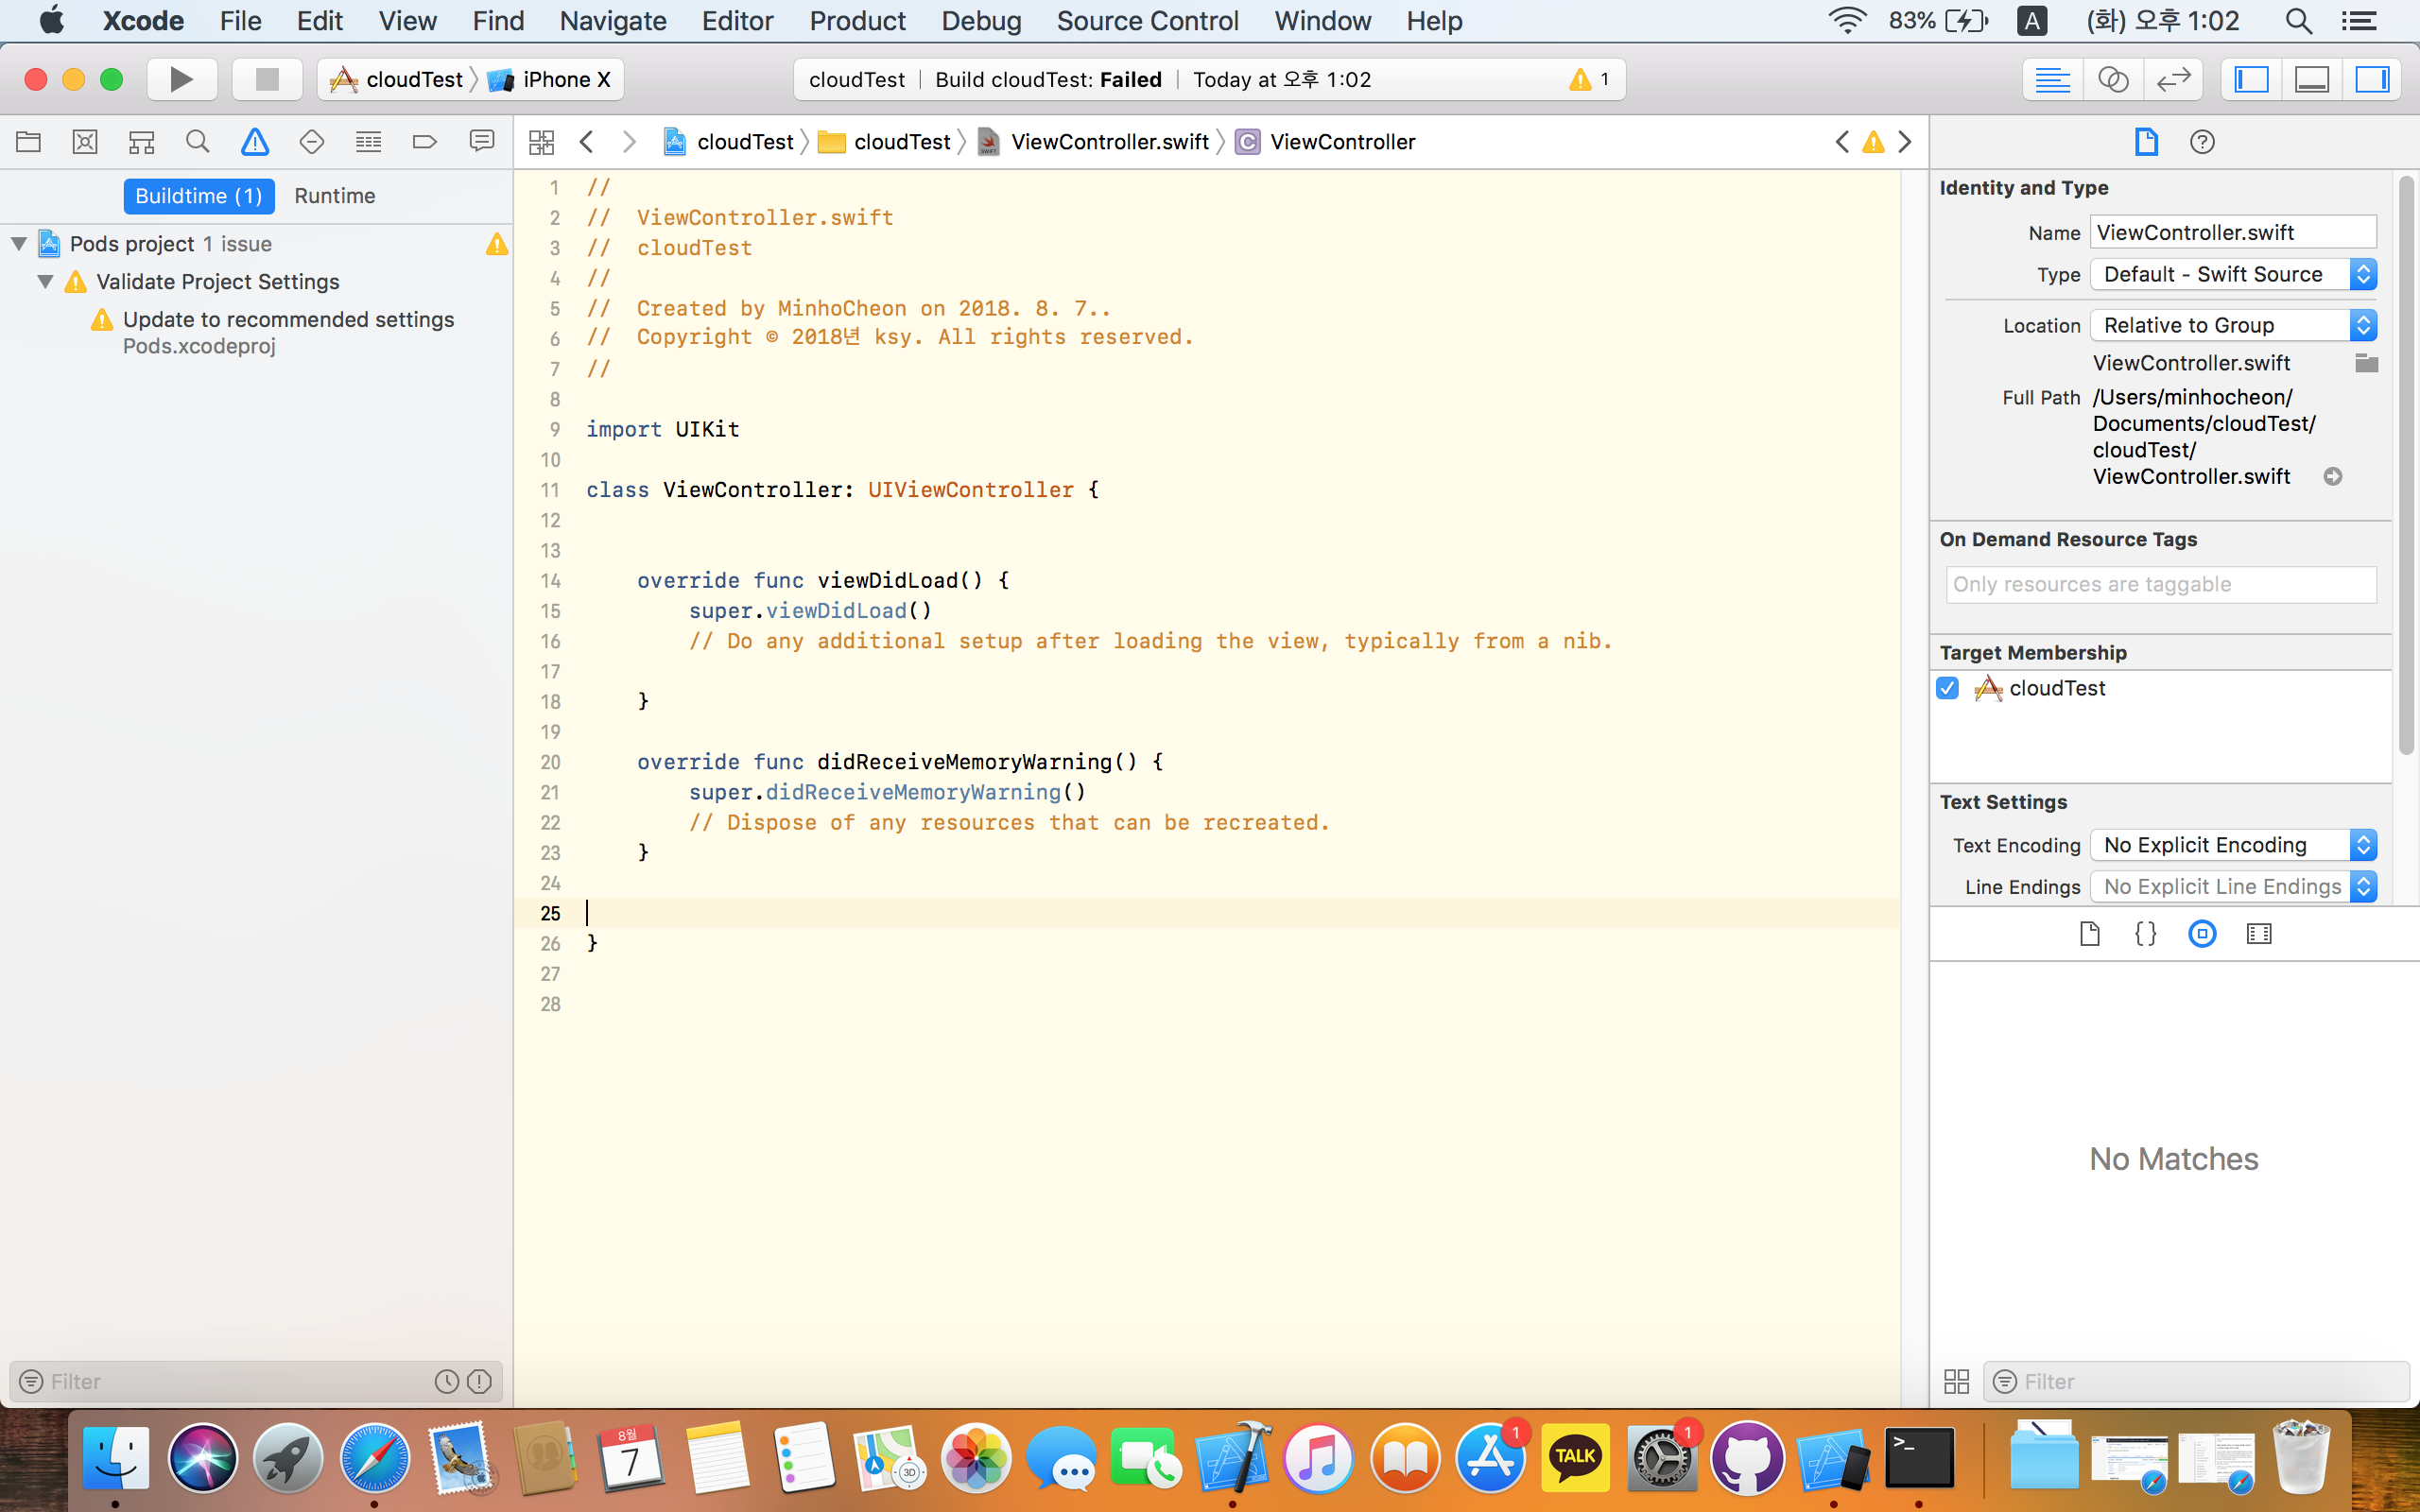 Xcode File Edit View Find Navigate Editor Product Debug Source Control Window Help 83% A (화) 오후 1:02
cloudTest iPhone X cloudTest Build cloudTest: Failed Today at 오후 1:02 1
cloudTest cloudTest ViewController.swift C ViewController
Buildtime (1) Runtime
Pods project 1 issue
Validate Project Settings
Update to recommended settings
Pods.xcodeproj
Filter
1 //
2 // ViewController.swift
3 // cloudTest
4 //
5 // Created by MinhoCheon on 2018. 8. 7..
6 // Copyright © 2018년 ksy. All rights reserved.
7 //
8
9 import UIKit
10
11 class ViewController: UIViewController {
12
13
14 override func viewDidLoad() {
15 super.viewDidLoad()
16 // Do any additional setup after loading the view, typically from a nib.
17
18 }
19
20 override func didReceiveMemoryWarning() {
21 super.didReceiveMemoryWarning()
22 // Dispose of any resources that can be recreated.
23 }
24
25
26 }
27
28
Identity and Type
Name ViewController.swift
Type Default - Swift Source
Location Relative to Group
ViewController.swift
Full Path /Users/minhocheon/
Documents/cloudTest/
cloudTest/
ViewController.swift
On Demand Resource Tags
Only resources are taggable
Target Membership
cloudTest
Text Settings
Text Encoding No Explicit Encoding
Line Endings No Explicit Line Endings
{}
No Matches
Filter
8월
7
3D
1
TALK
1
>_